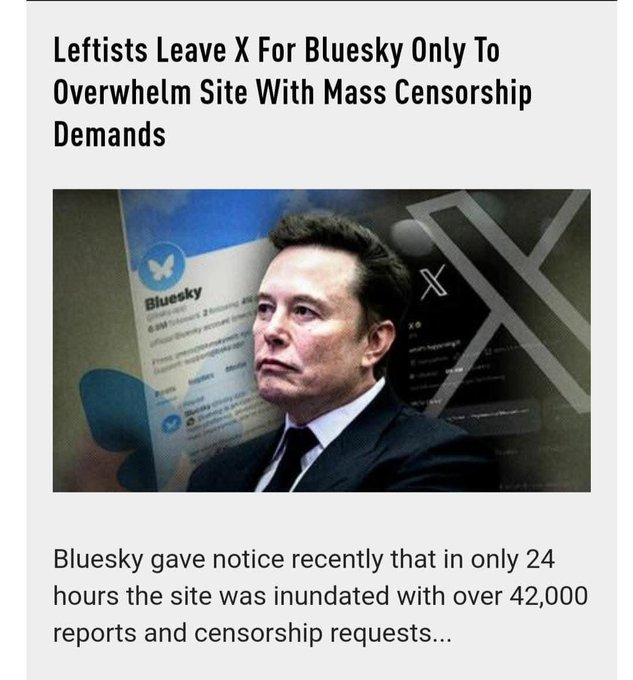 Leftists Leave X For Bluesky Only To
Overwhelm Site With Mass Censorship
Demands
Bluesky
X
Bluesky gave notice recently that in only 24
hours the site was inundated with over 42,000
reports and censorship requests...